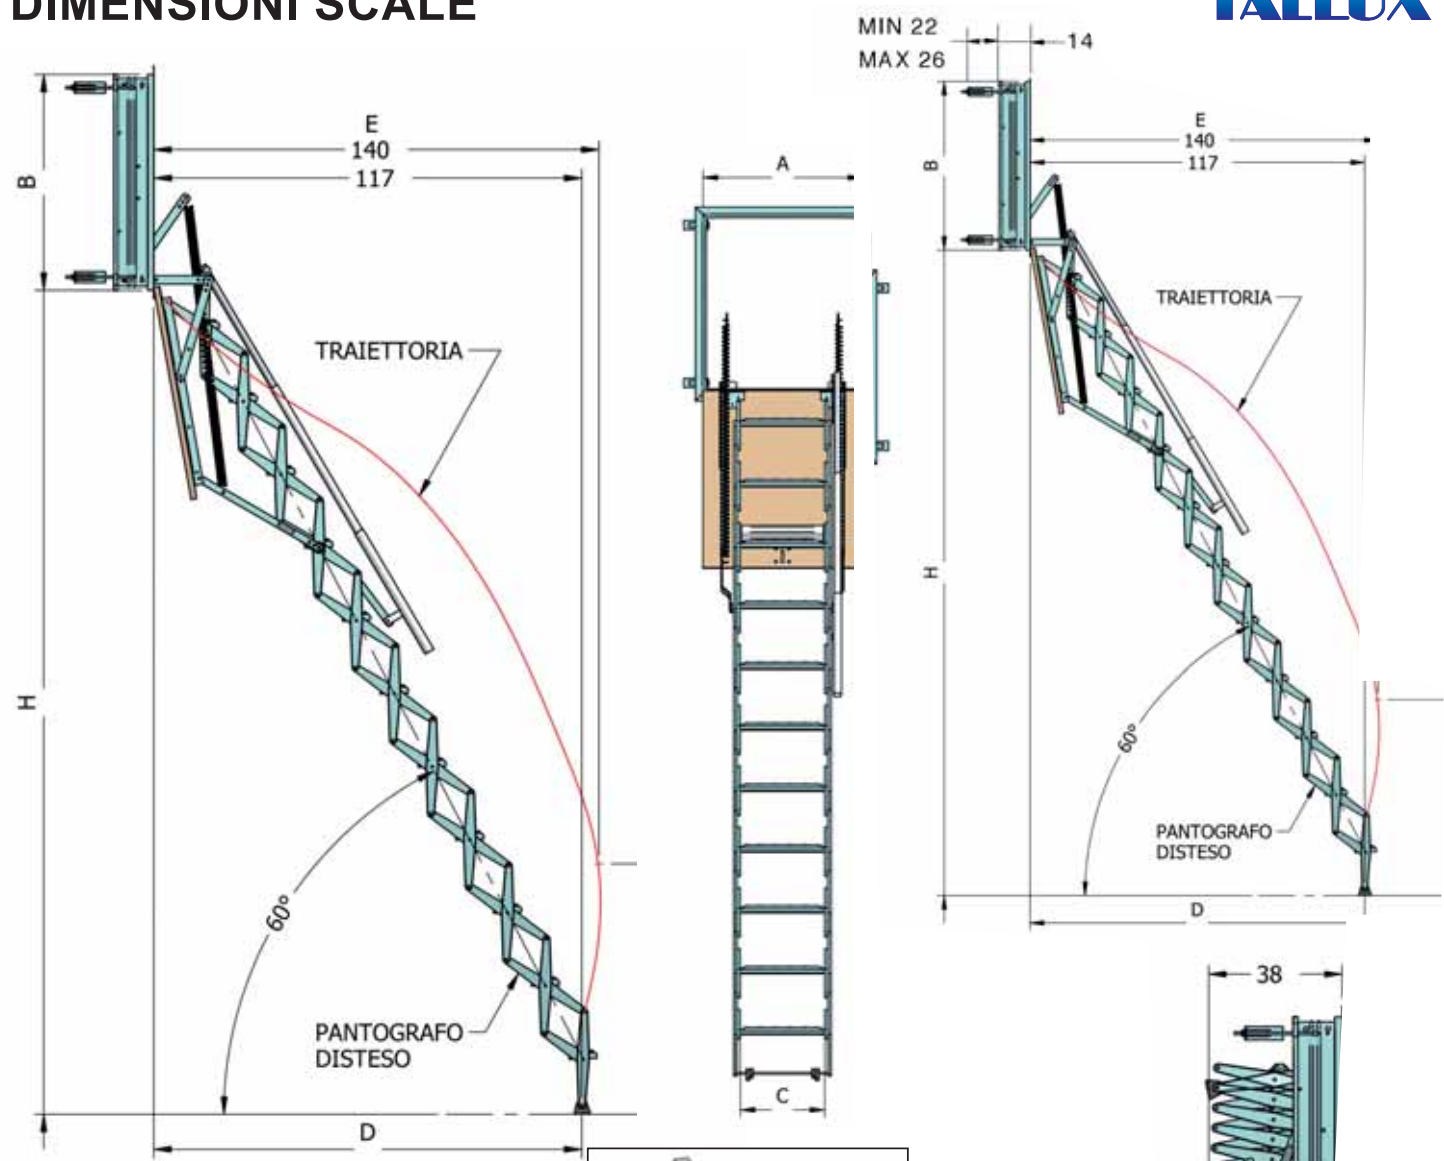 DIMENSIONI SCALE
TALLUX
E
140
117
B
H
TRAIETTORIA
60°
PANTOGRAFO
DISTESO
D
A
C
MIN 22
MAX 26
14
E
140
117
B
TRAIETTORIA
H
60°
PANTOGRAFO
DISTESO
D
38